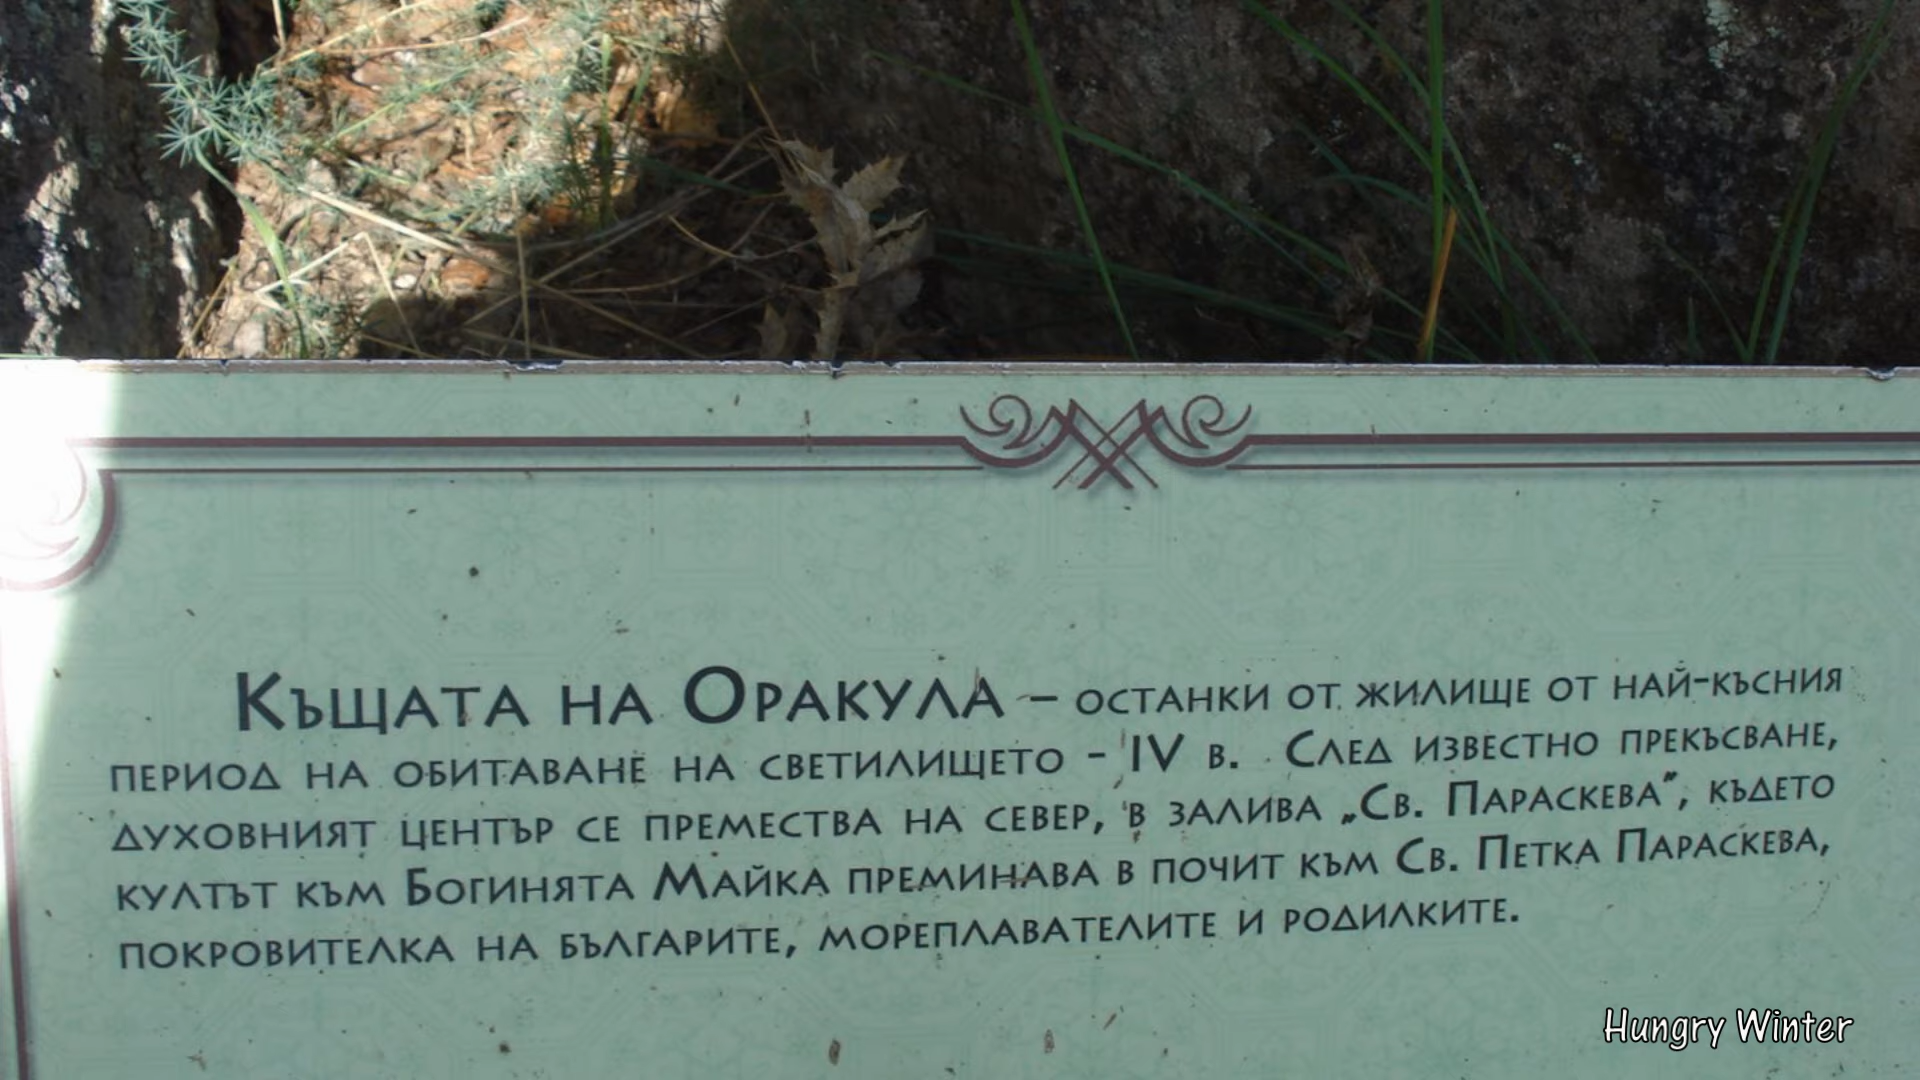 Къщата на Оракула – останки от жилище от най-късния
период на обитаване на светилището - IV в. След известно прекъсване,
духовният център се премества на север, в залива „Св. Параскева”, където
култът към Богинята Майка преминава в почит към Св. Петка Параскева,
покровителка на българите, мореплавателите и родилките.
Hungry Winter